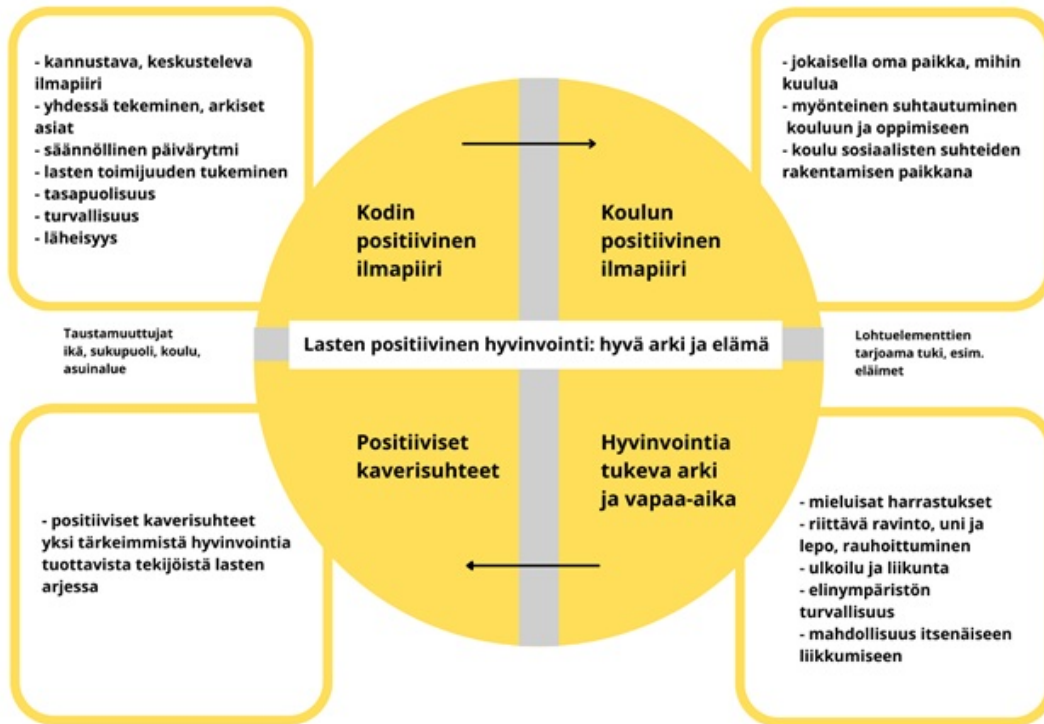 - kannustava, keskusteleva
ilmapiiri
- yhdessä tekeminen, arkiset
asiat
- säännöllinen päivärytmi
- lasten toimijuuden tukeminen
- tasapuolisuus
- turvallisuus
- läheisyys
- jokaisella oma paikka, mihin
kuulua
- myönteinen suhtautuminen
kouluun ja oppimiseen
- koulu sosiaalisten suhteiden
rakentamisen paikkana
Kodin
positiivinen
ilmapiiri
Koulun
positiivinen
ilmapiiri
Taustamuuttujat
ikä, sukupuoli, koulu,
asuinalue
Lasten positiivinen hyvinvointi: hyvä arki ja elämä
Lohtuelementtien
tarjoama tuki, esim.
eläimet
Positiiviset
kaverisuhteet
Hyvinvointia
tukeva arki
ja vapaa-aika
- positiiviset kaverisuhteet
yksi tärkeimmistä hyvinvointia
tuottavista tekijöistä lasten
arjessa
- mieluisat harrastukset
- riittävä ravinto, uni ja
lepo, rauhoittuminen
- ulkoilu ja liikunta
- elinympäristön
turvallisuus
- mahdollisuus itsenäiseen
liikkumiseen